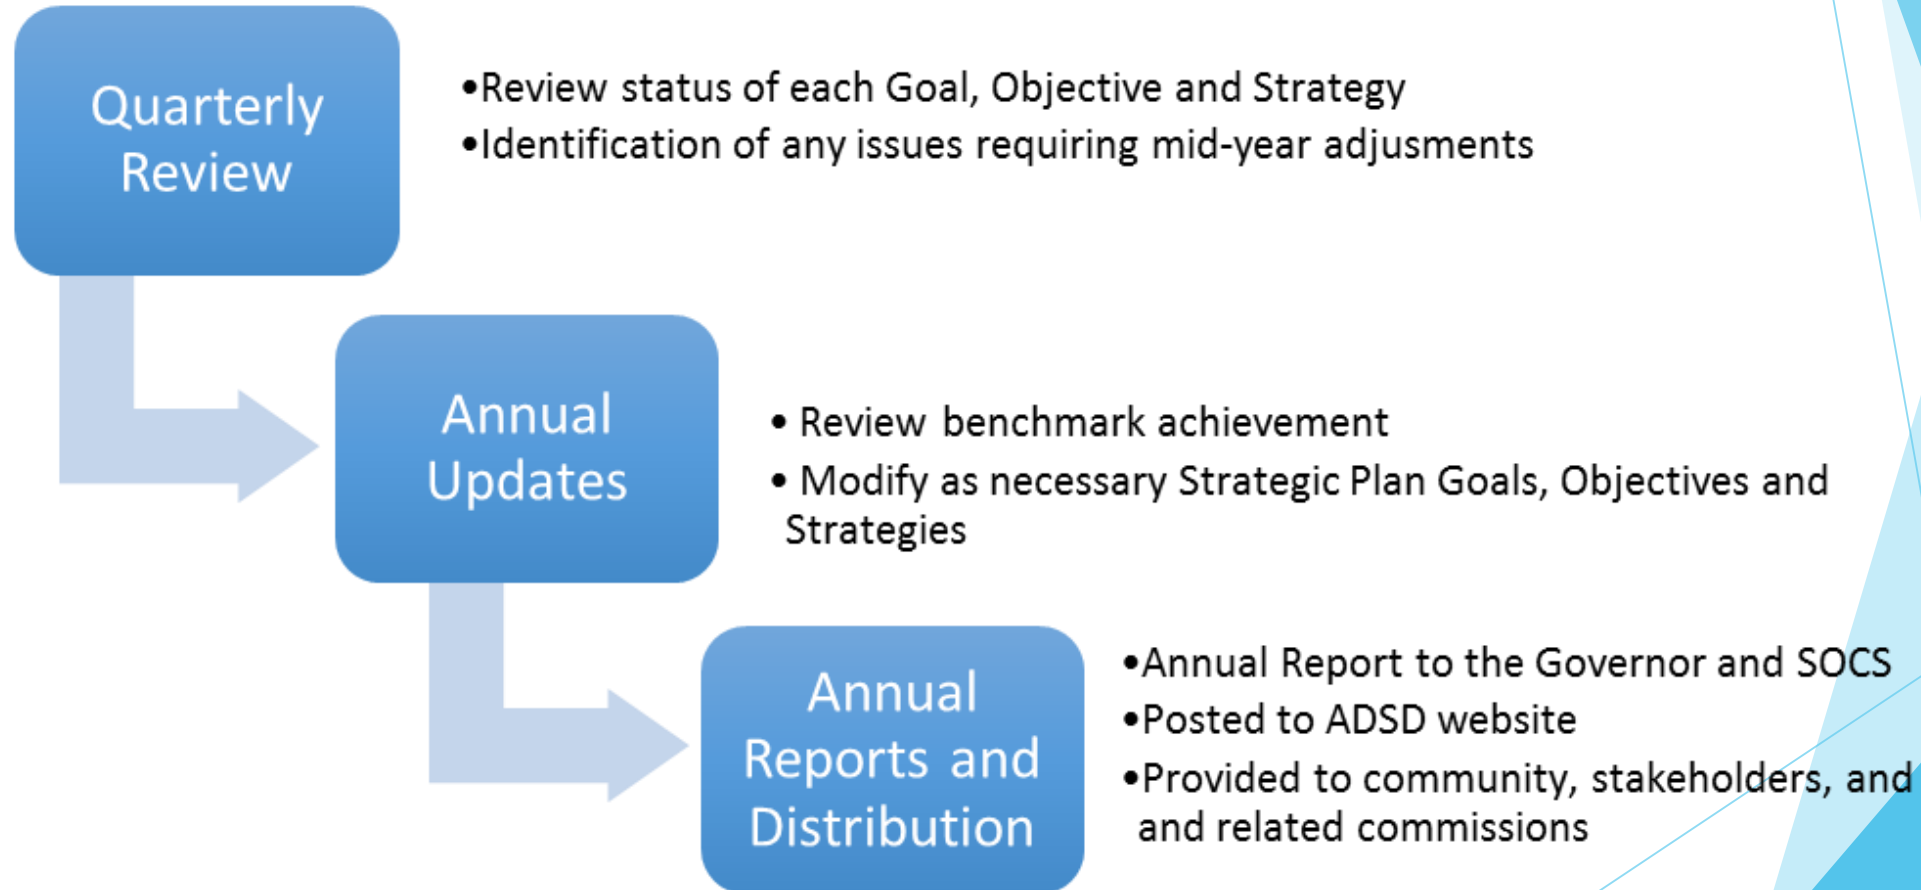 Quarterly
Review
•Review status of each Goal, Objective and Strategy
•Identification of any issues requiring mid-year adjusments
Annual
Updates
• Review benchmark achievement
• Modify as necessary Strategic Plan Goals, Objectives and
Strategies
Annual
Reports and
Distribution
•Annual Report to the Governor and SOCS
•Posted to ADSD website
•Provided to community, stakeholders, and
and related commissions